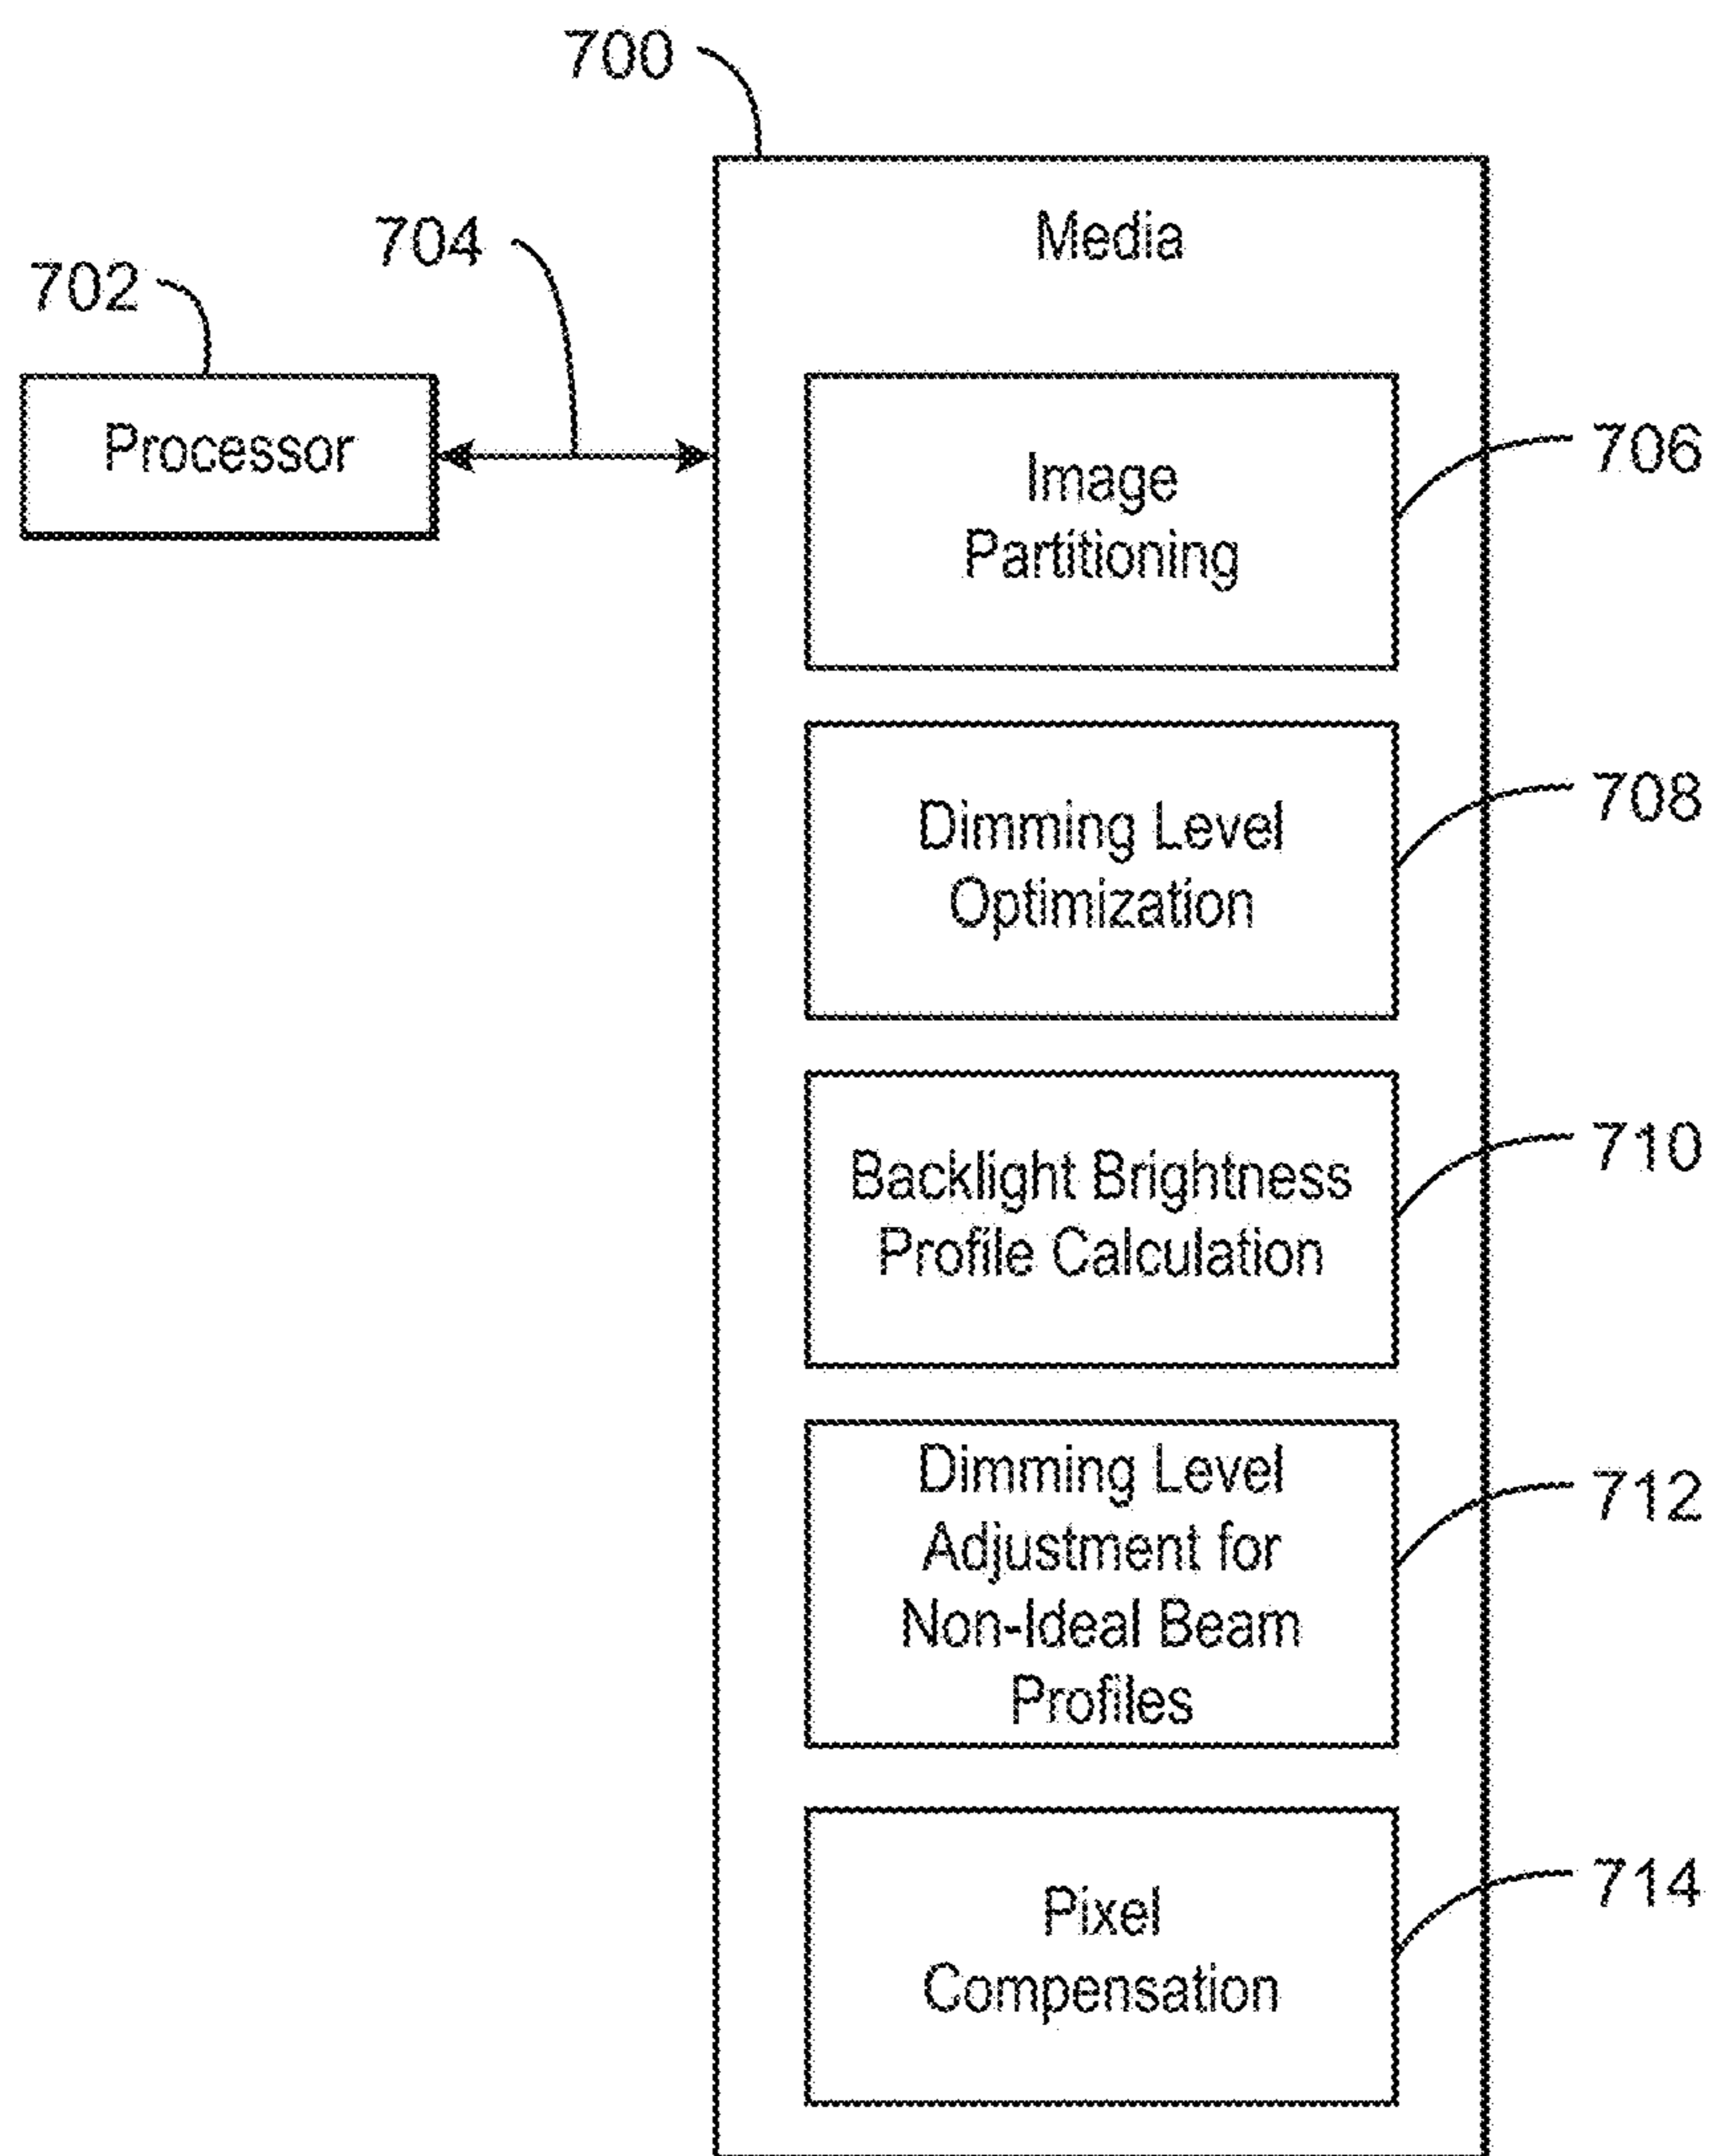 700
Media
704
702
Processor
Image
Partitioning
706
Dimming Level
Optimization
708
Backlight Brightness
Profile Calculation
710
Dimming Level
Adjustment for
Non-Ideal Beam
Profiles
712
Pixel
Compensation
714